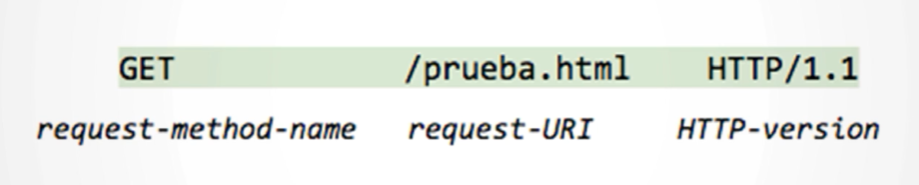 GET /prueba.html HTTP/1.1
request-method-name request-URI HTTP-version